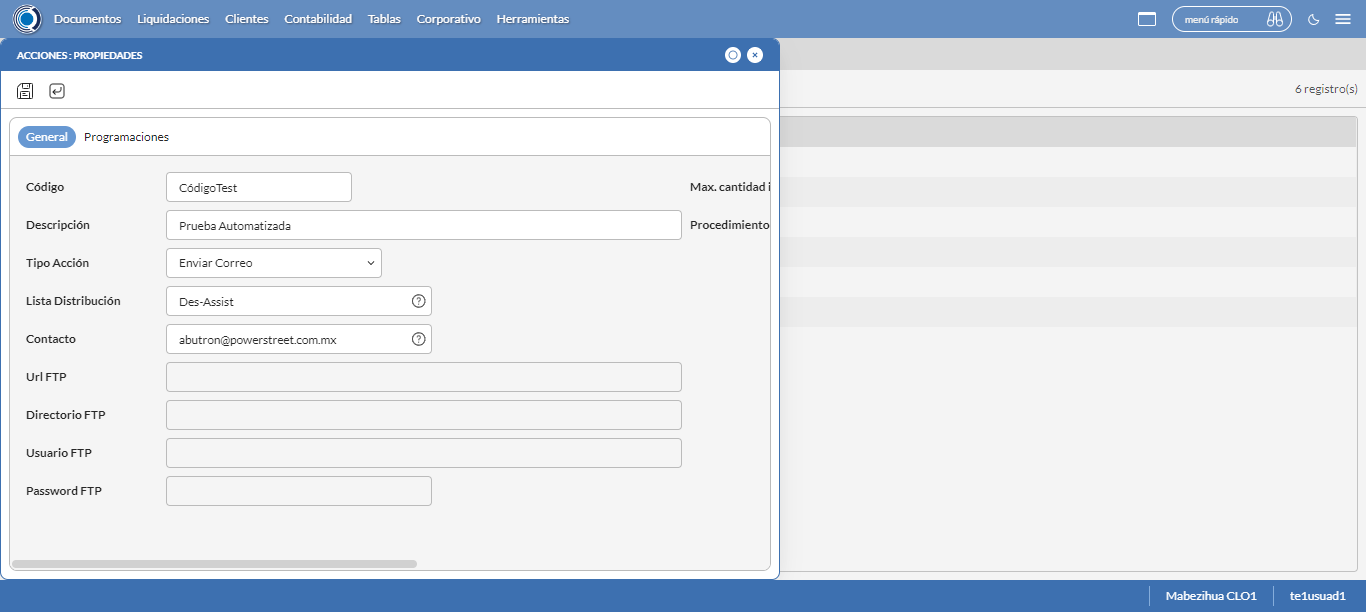 Documentos Liquidaciones Clientes Contabilidad Tablas Corporativo Herramientas menú rápido
ACCIONES : PROPIEDADES
6 registro(s)
General Programaciones
Código CódigoTest Max. cantidad i
Descripción Prueba Automatizada Procedimiento
Tipo Acción Enviar Correo
Lista Distribución Des-Assist
Contacto abutron@powerstreet.com.mx
Url FTP
Directorio FTP
Usuario FTP
Password FTP
Mabezihua CLO1 te1usuad1